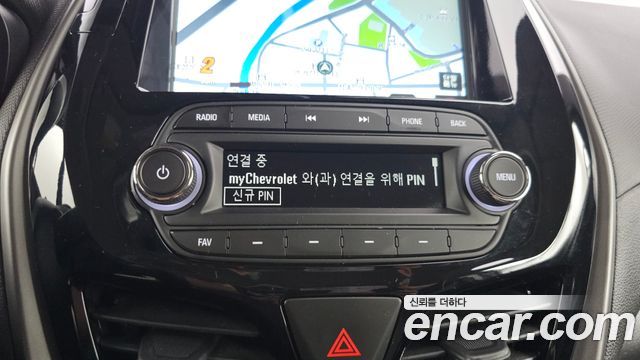 2
RADIO MEDIA PHONE BACK
연결 중
myChevrolet 와(과) 연결을 위해 PIN
신규 PIN
MENU
FAV
신뢰를 더하다
encar.com